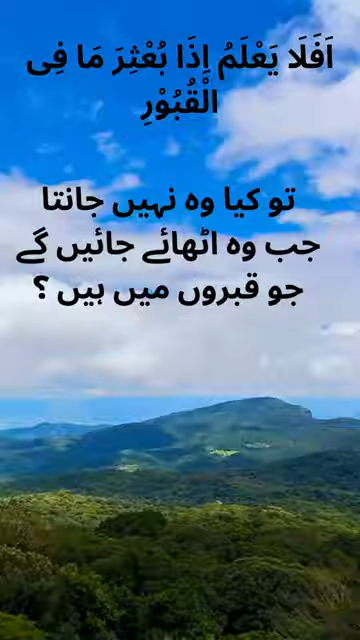 اَفَلَا يَعْلَمُ اِذَا بُعْثِرَ مَا فِی
الْقُبُوْرِ
تو کیا وہ نہیں جانتا
جب وہ اٹھائے جائیں گے
جو قبروں میں ہیں ؟